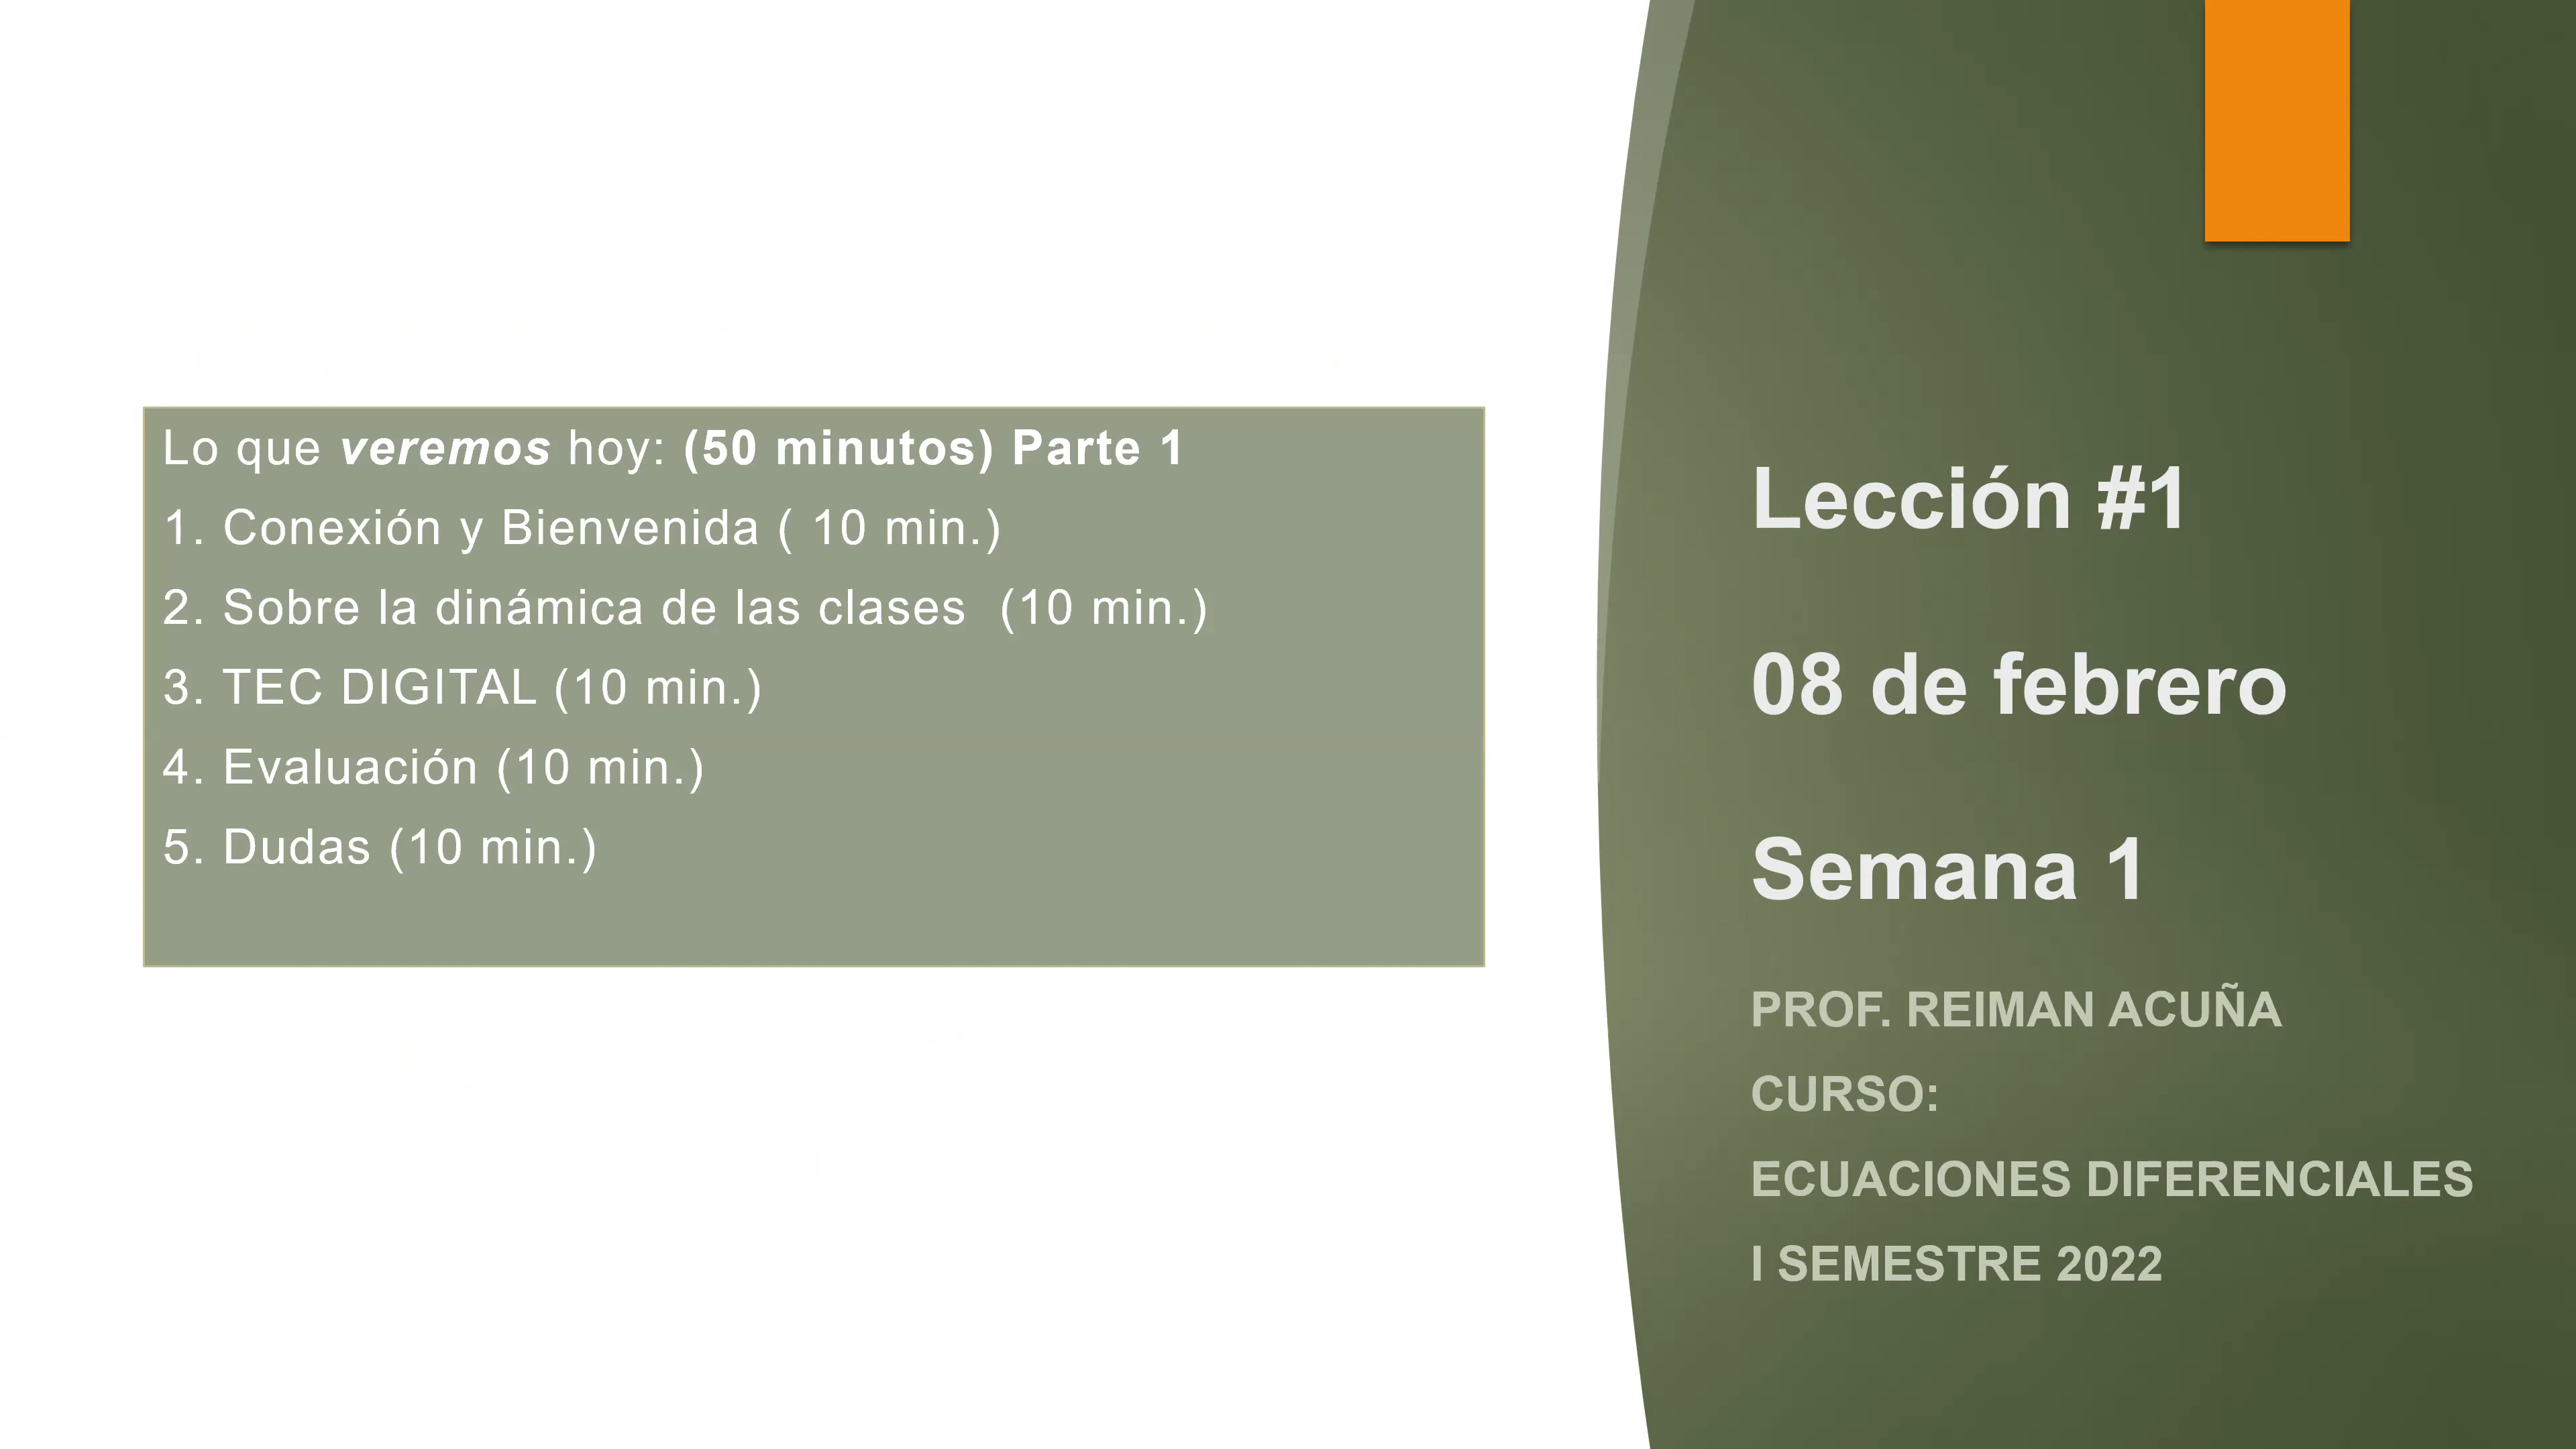 Lo que veremos hoy: (50 minutos) Parte 1
1. Conexión y Bienvenida ( 10 min.)
2. Sobre la dinámica de las clases  (10 min.)
3. TEC DIGITAL (10 min.)
4. Evaluación (10 min.)
5. Dudas (10 min.)
Lección #1
08 de febrero
Semana 1
PROF. REIMAN ACUÑA
CURSO:
ECUACIONES DIFERENCIALES
I SEMESTRE 2022